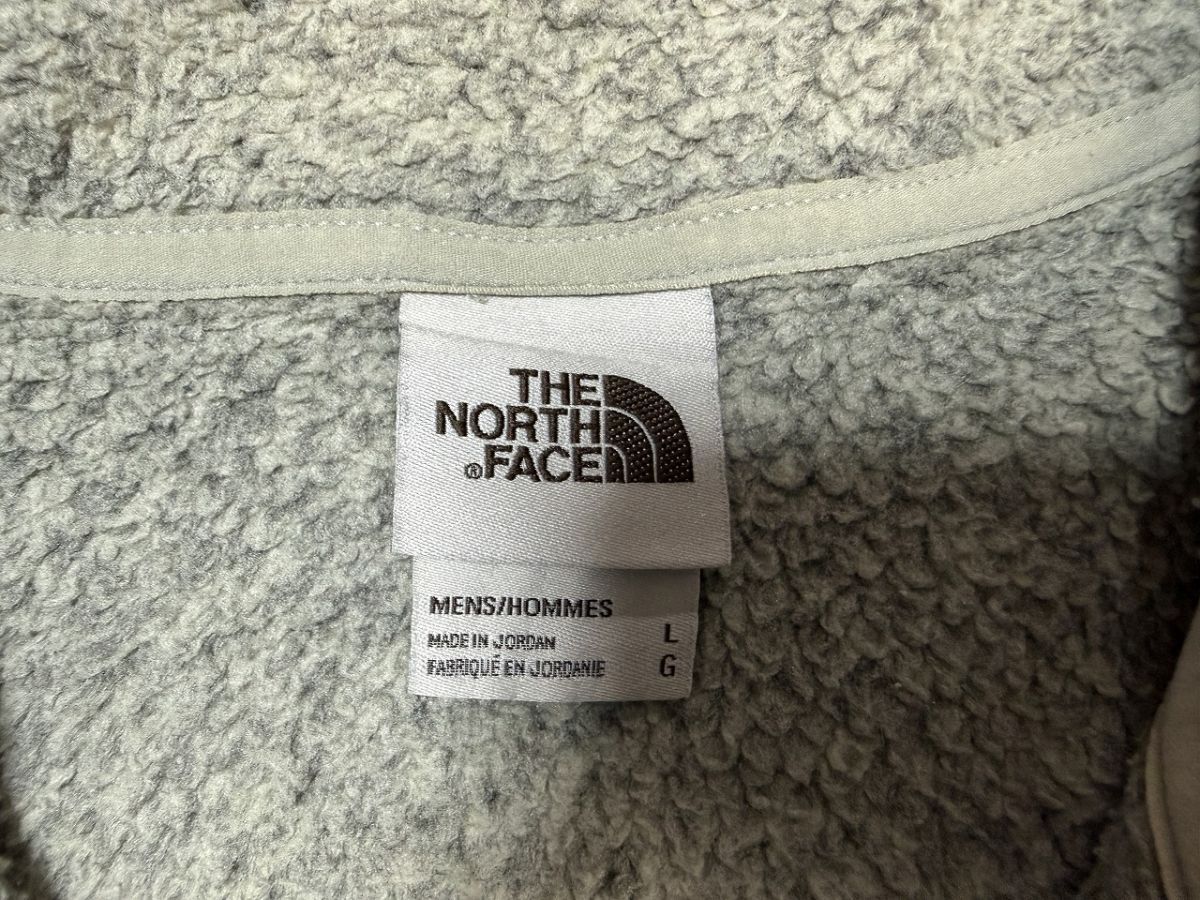 THE
NORTH
®FACE
MENS/HOMMES
MADE IN JORDAN L
FABRIQUÉ EN JORDANIE G